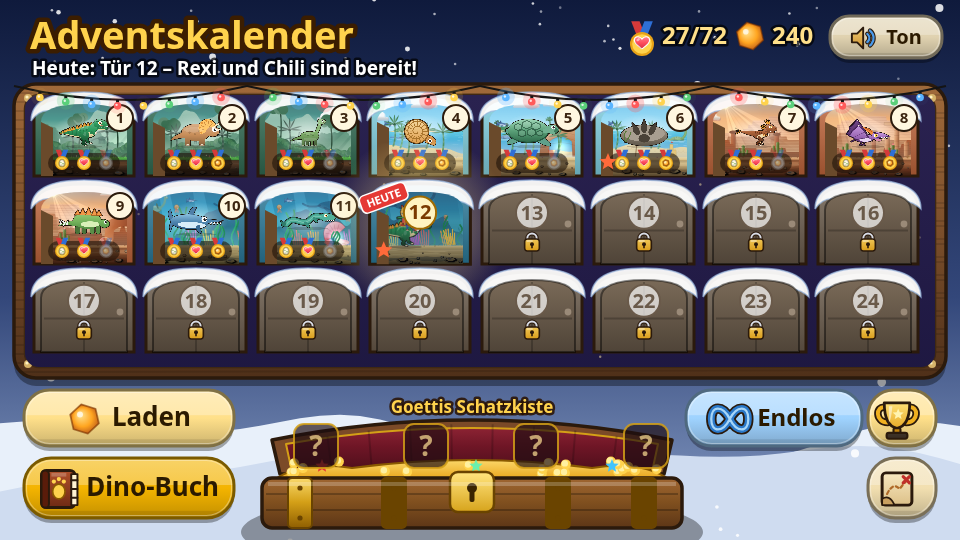 Adventskalender
27/72
240
Ton
Heute: Tür 12 – Rexi und Chili sind bereit!
1
2
3
4
5
6
7
8
9
10
11
HEUTE
12
13
14
15
16
17
18
19
20
21
22
23
24
Laden
Goettis Schatzkiste
Endlos
? ? ? ?
Dino-Buch